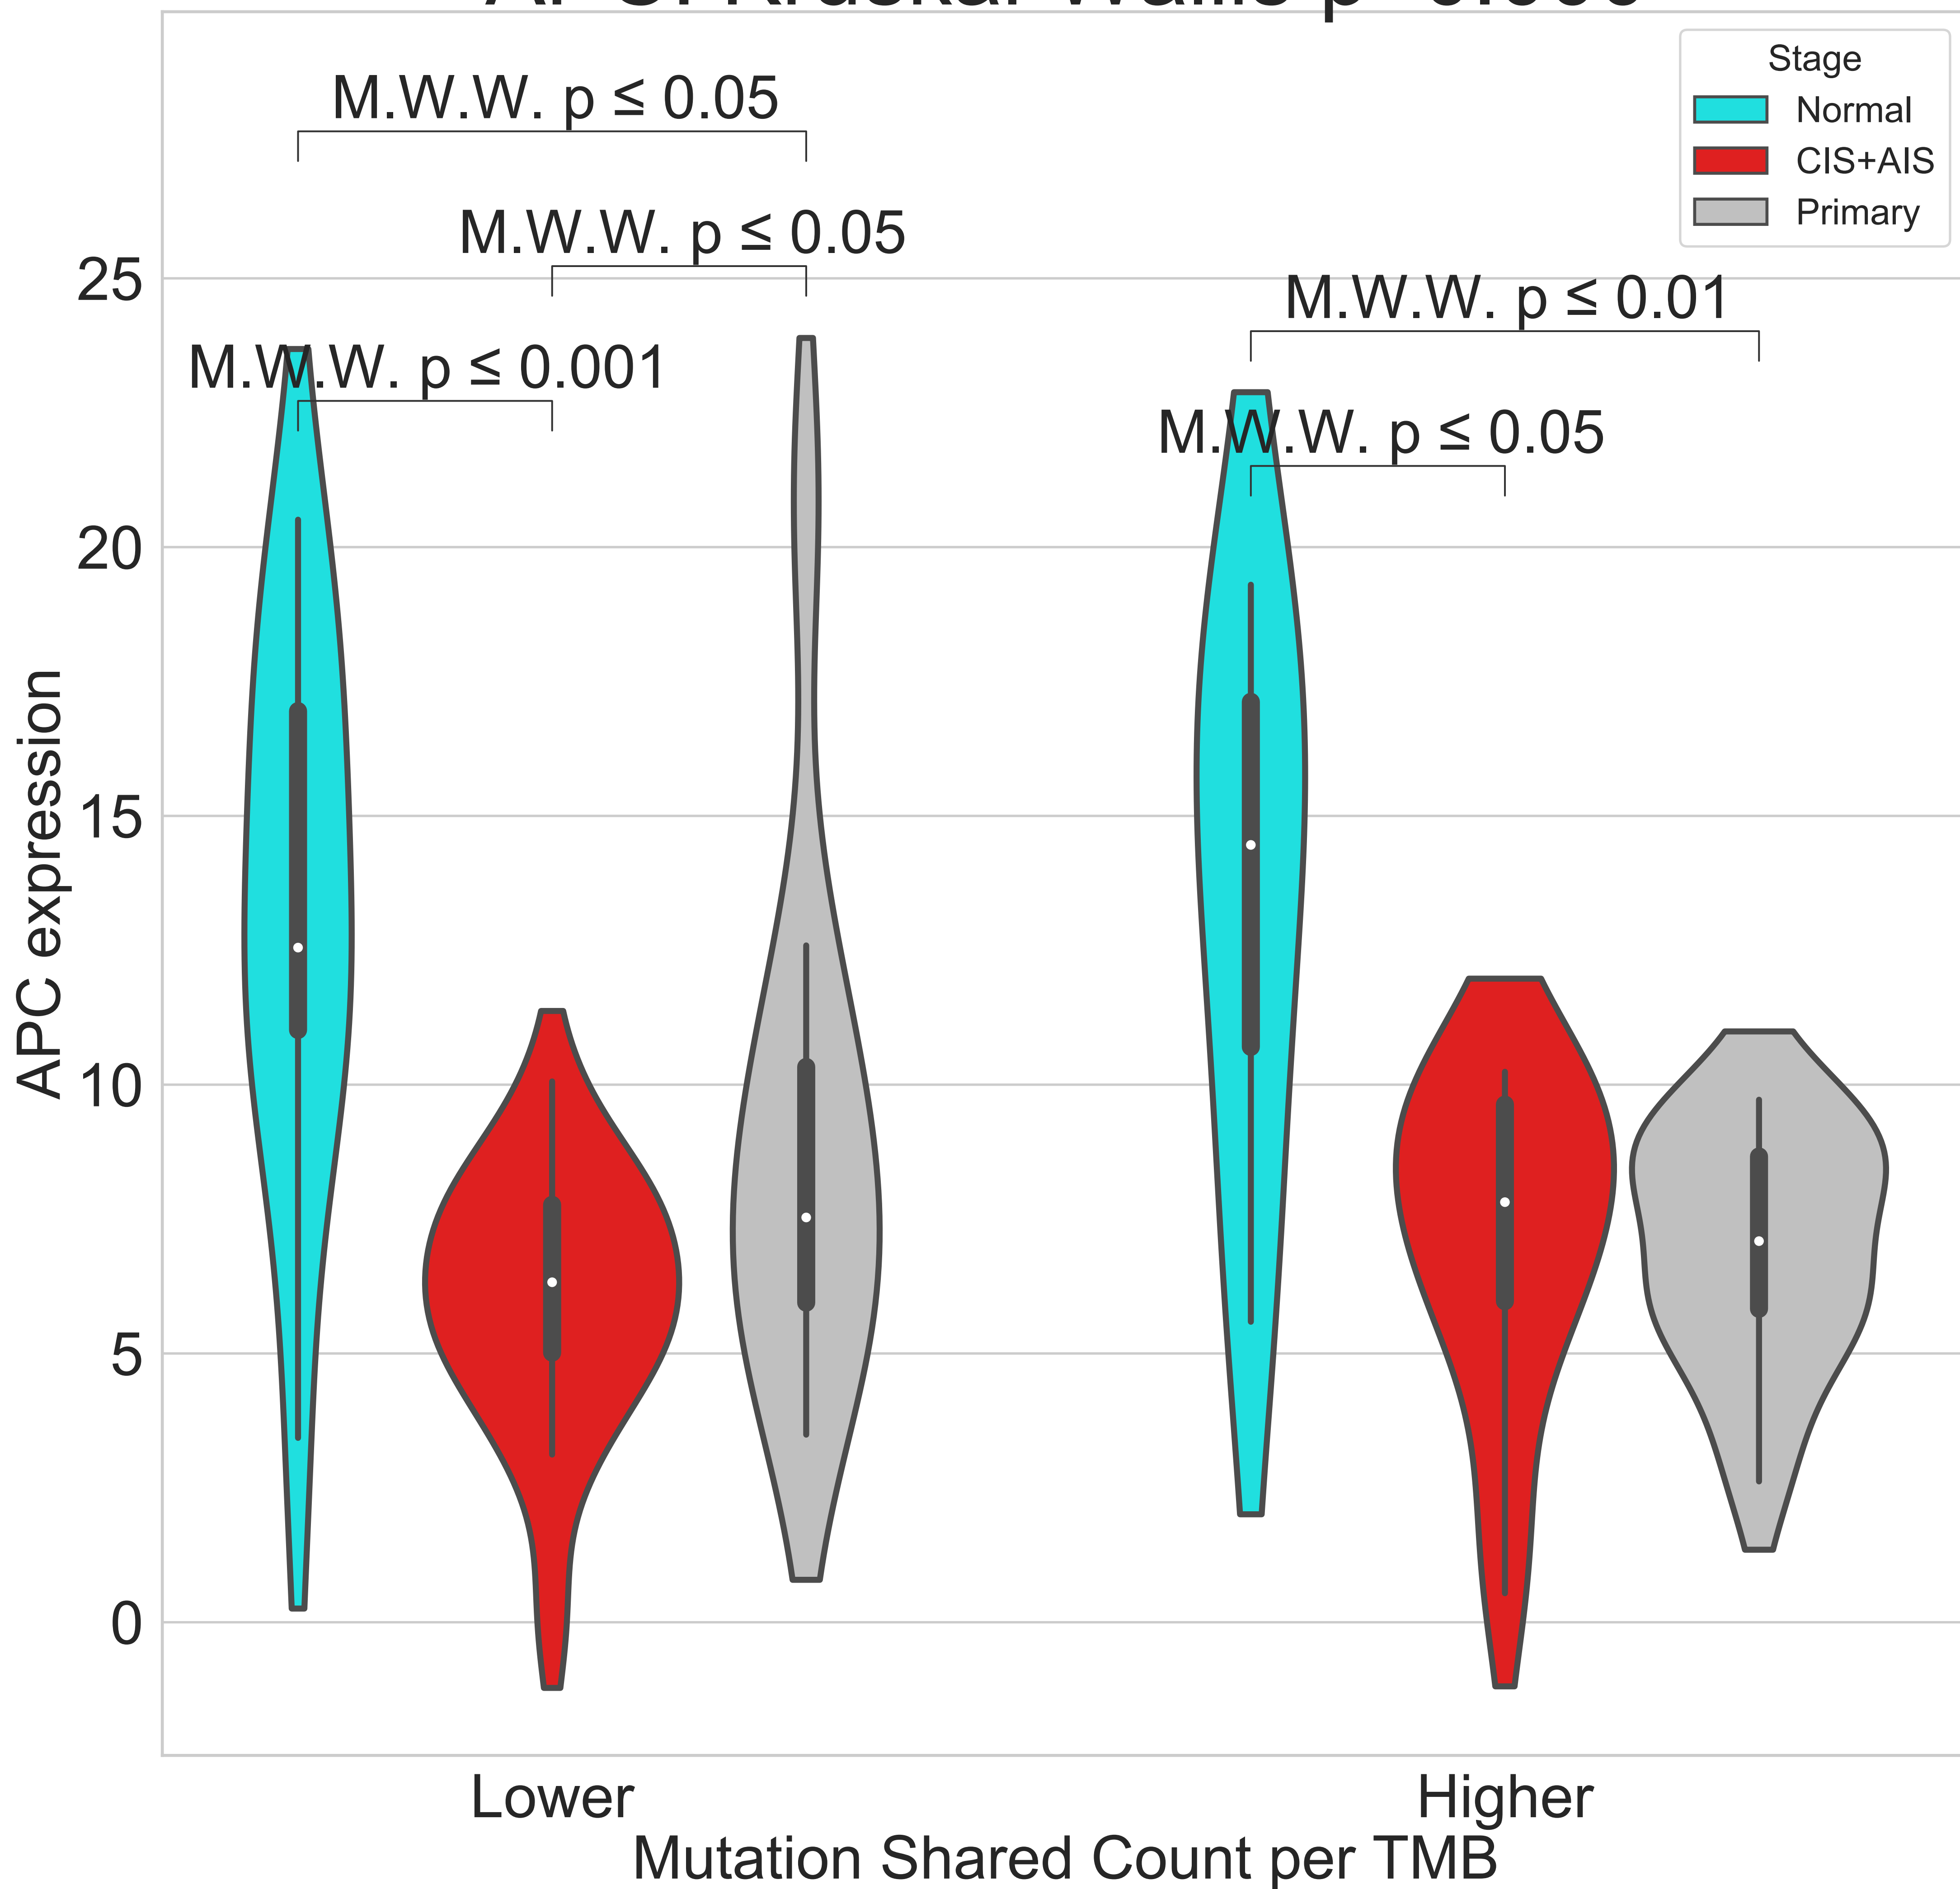 Stage
Normal
CIS+AIS
Primary
M.W.W. p ≤ 0.05
M.W.W. p ≤ 0.05
M.W.W. p ≤ 0.001
M.W.W. p ≤ 0.01
M.W.W. p ≤ 0.05
25
20
15
10
5
0
APC expression
Lower
Higher
Mutation Shared Count per TMB